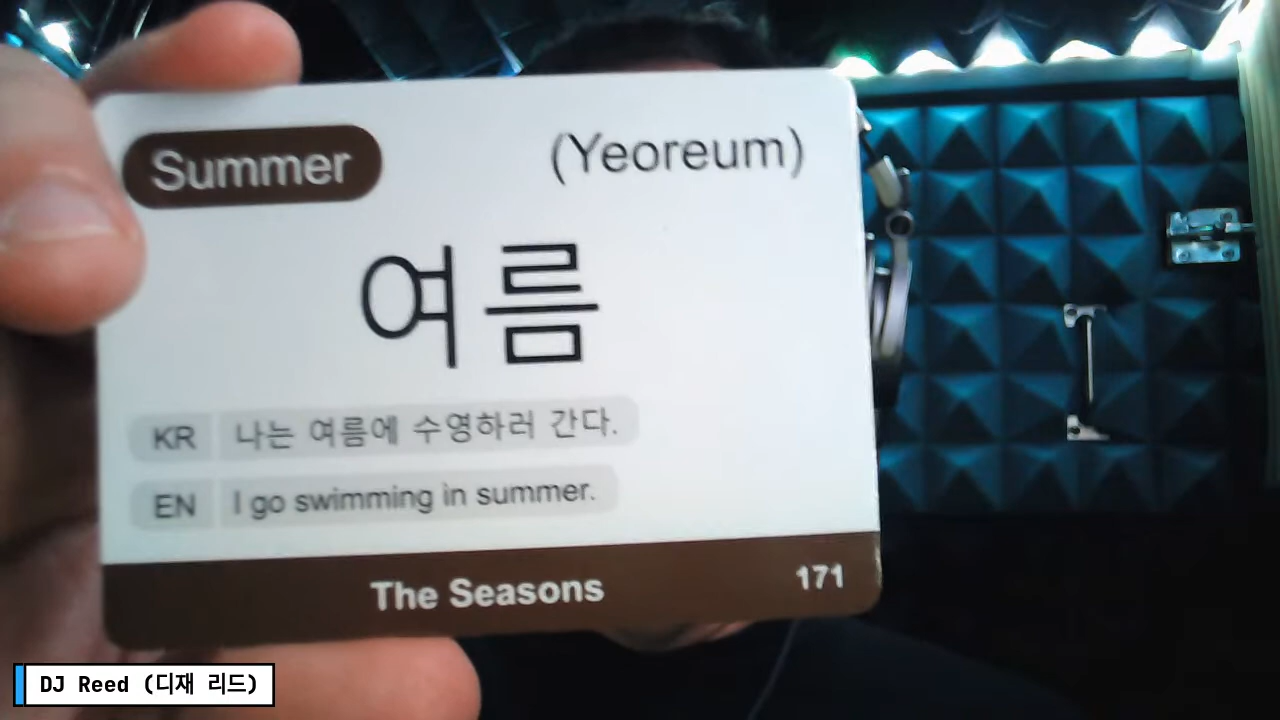 Summer
(Yeoreum)
여름
KR 나는 여름에 수영하러 간다.
EN I go swimming in summer.
The Seasons
171
DJ Reed (디재 리드)